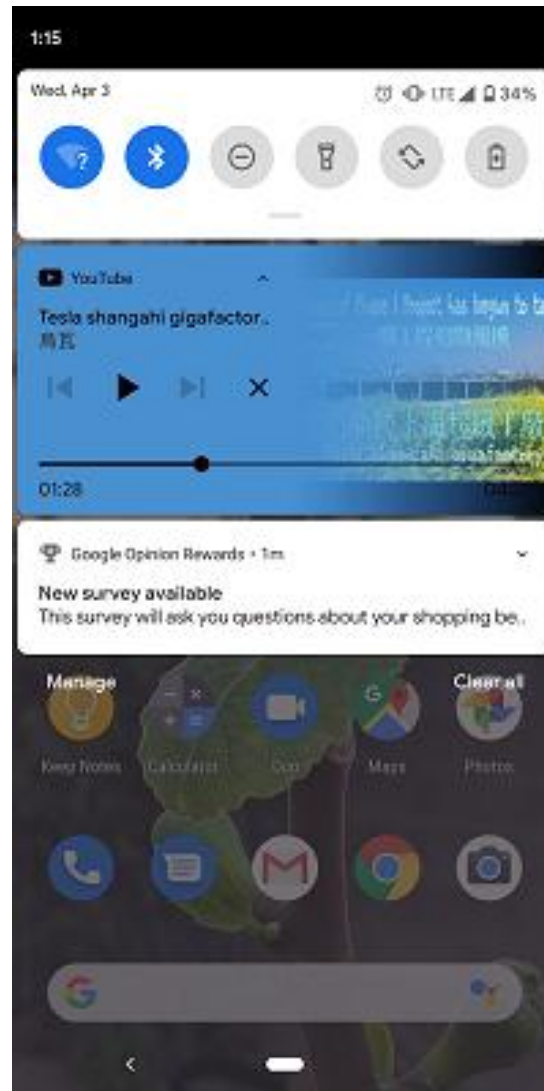 1:15
Wed, Apr 3
LTE 34%
YouTube
Tesla shangahi gigafactor..
烏瓦
01:28
Google Opinion Rewards • 1m
New survey available
This survey will ask you questions about your shopping be..
Manage
Clear all
Keep Notes
Calculator
Duo
Maps
Photos